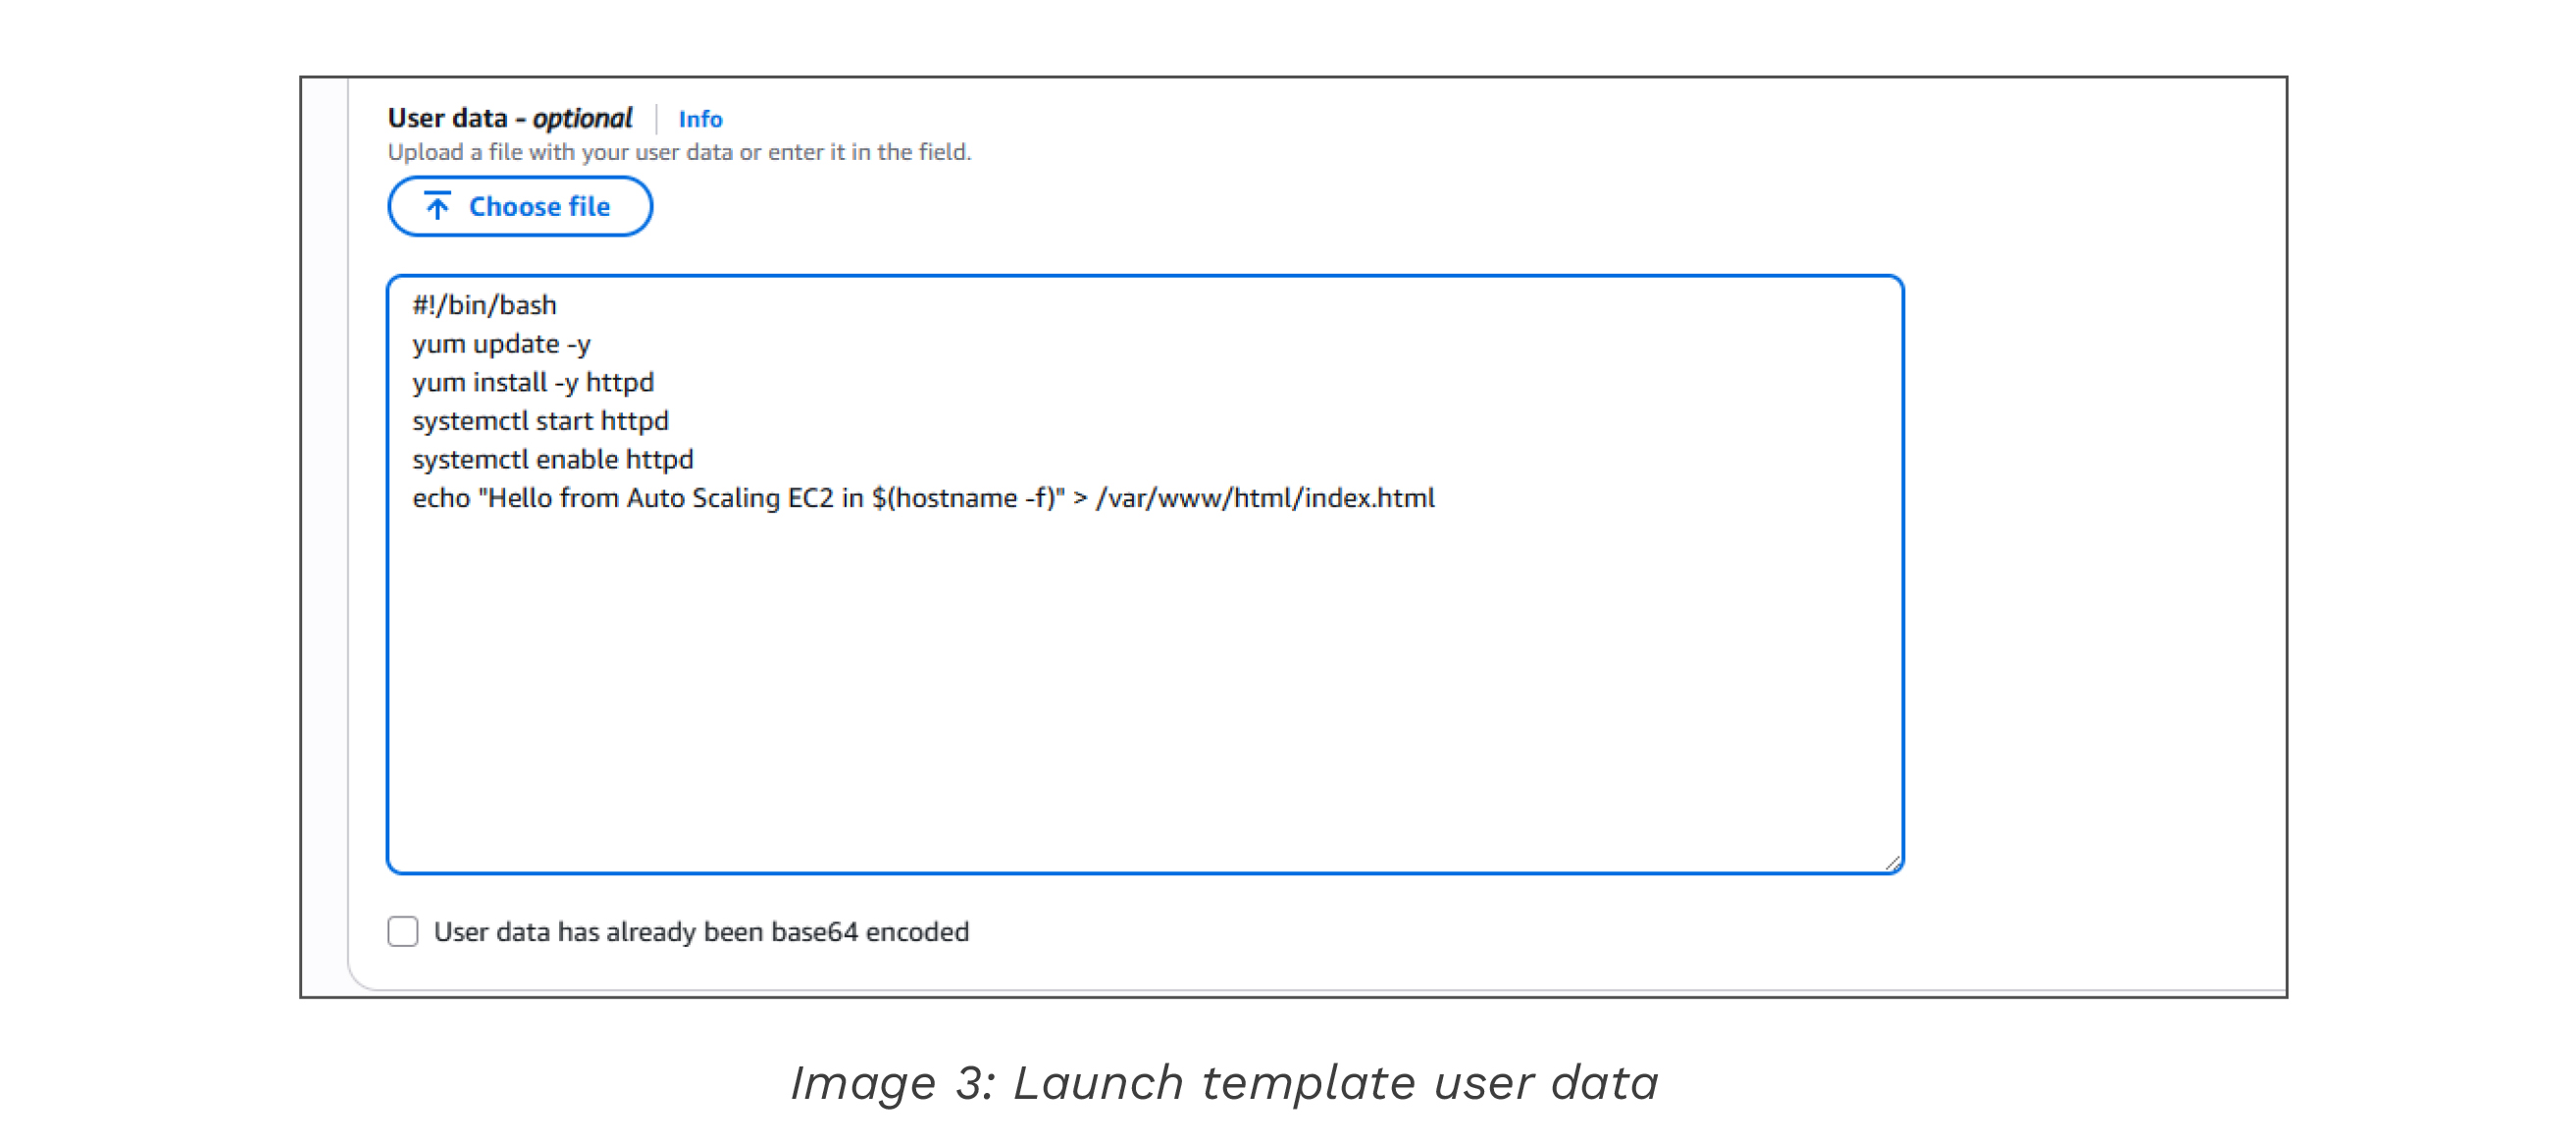 User data - optional Info
Upload a file with your user data or enter it in the field.
Choose file
#!/bin/bash
yum update -y
yum install -y httpd
systemctl start httpd
systemctl enable httpd
echo "Hello from Auto Scaling EC2 in $(hostname -f)" > /var/www/html/index.html
User data has already been base64 encoded
Image 3: Launch template user data